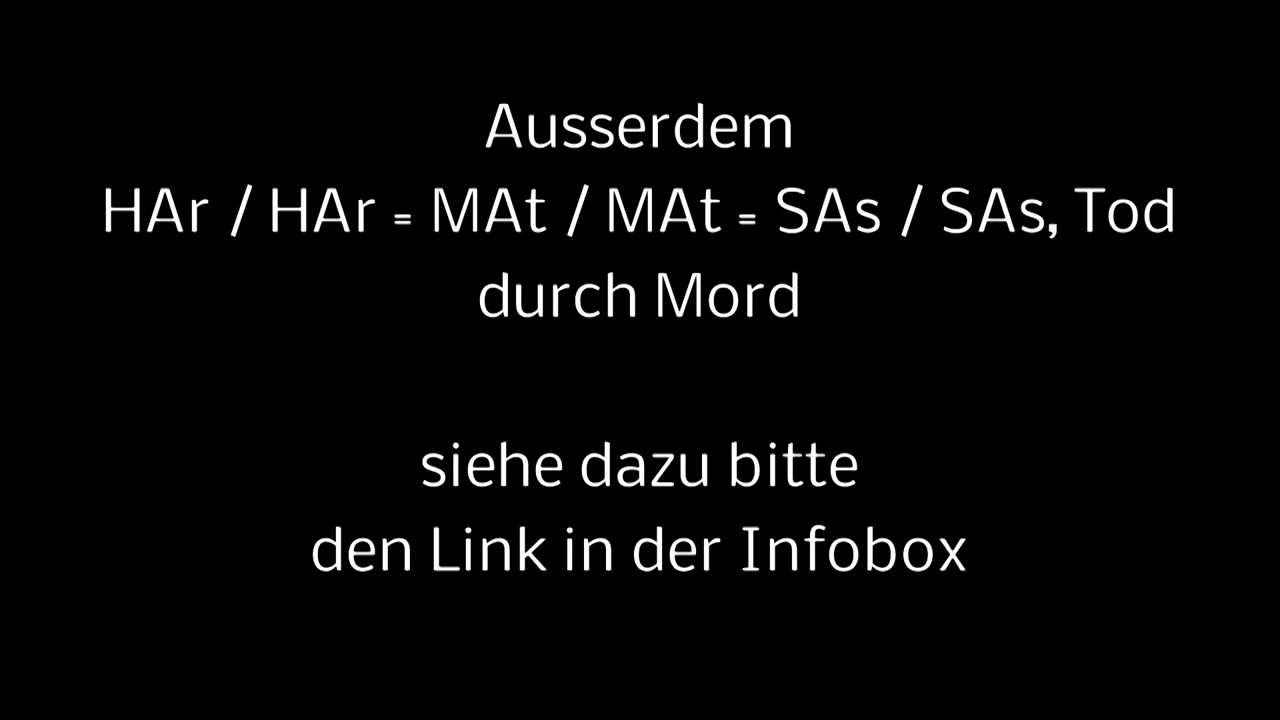 Ausserdem
HAr / HAr = MAt / MAt = SAs / SAs, Tod
durch Mord
siehe dazu bitte
den Link in der Infobox